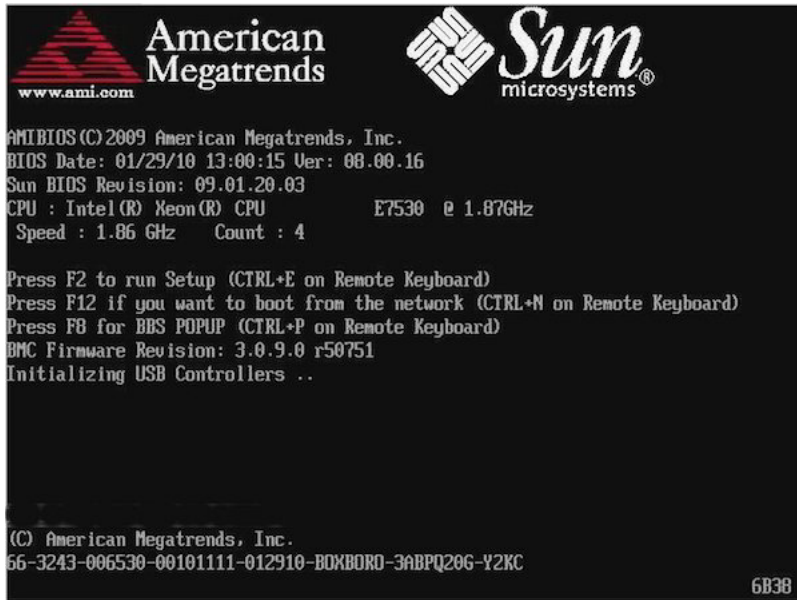 American
Megatrends
www.ami.com
Sun
microsystems®
AMIBIOS(C)2009 American Megatrends, Inc.
BIOS Date: 01/29/10 13:00:15 Ver: 08.00.16
Sun BIOS Revision: 09.01.20.03
CPU : Intel(R) Xeon(R) CPU E7530 @ 1.87GHz
Speed : 1.86 GHz Count : 4
Press F2 to run Setup (CTRL+E on Remote Keyboard)
Press F12 if you want to boot from the network (CTRL+N on Remote Keyboard)
Press F8 for BBS POPUP (CTRL+P on Remote Keyboard)
BMC Firmware Revision: 3.0.9.0 r50751
Initializing USB Controllers ..
(C) American Megatrends, Inc.
66-3243-006530-00101111-012910-BOXBORO-3ABPQ20G-Y2KC
6B38